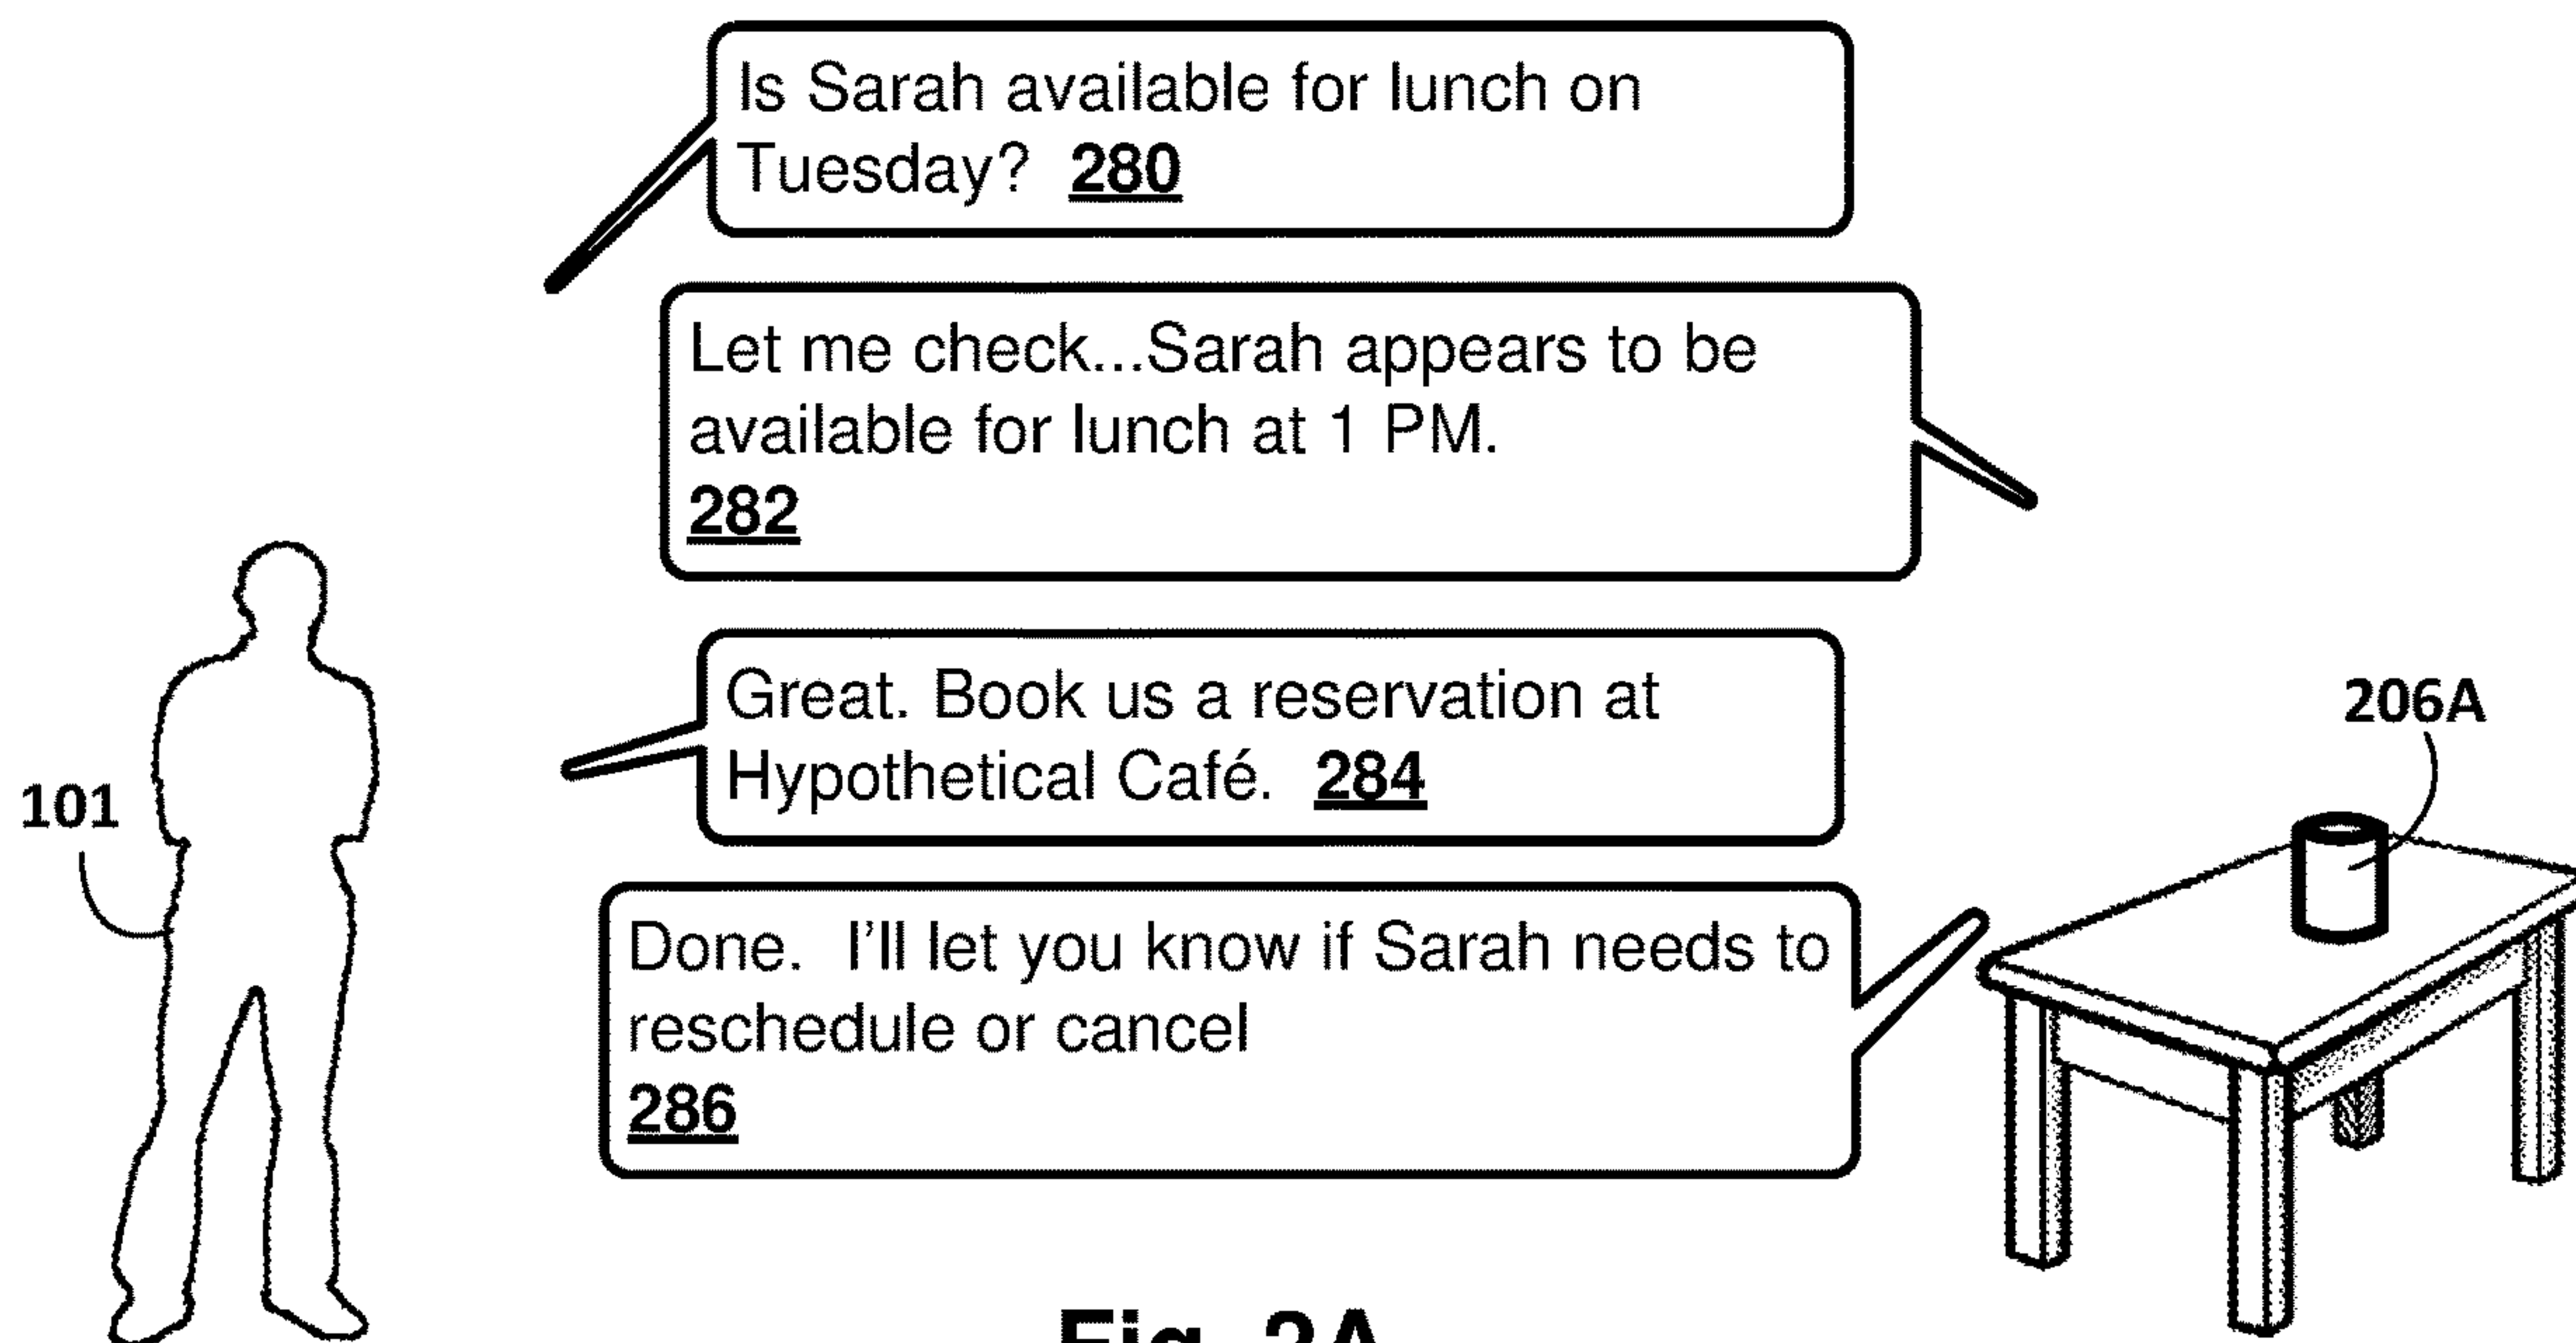 Is Sarah available for lunch on
Tuesday? 280
Let me check...Sarah appears to be
available for lunch at 1 PM.
282
Great. Book us a reservation at
Hypothetical Café. 284
206A
101
Done. I'll let you know if Sarah needs to
reschedule or cancel
286
Fig. 2A